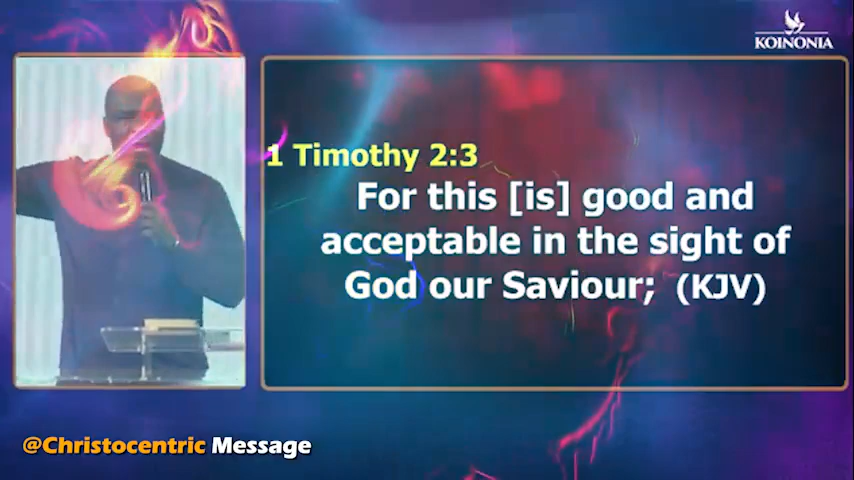 KOINONIA
1 Timothy 2:3
For this [is] good and
acceptable in the sight of
God our Saviour; (KJV)
@Christocentric Message